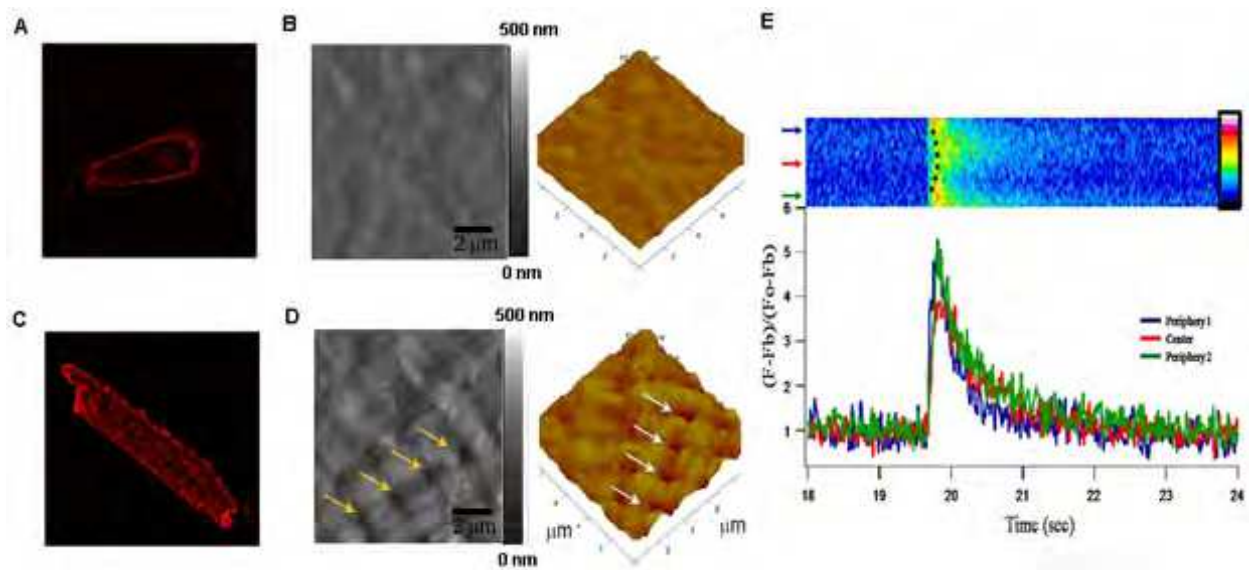 A
B
500 nm
2 μm
0 nm
C
D
500 nm
2 μm
0 nm
μm
μm
E
(F-Fb)/(Fo-Fb)
6
5
4
3
2
1
Periphery 1
Center
Periphery 2
18 19 20 21 22 23 24
Time (sec)